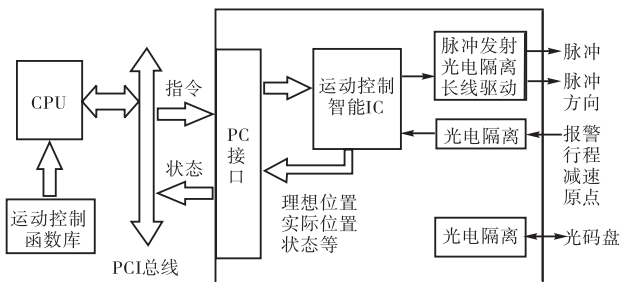 CPU
运动控制
函数库
PCI总线
指令
状态
PC
接
口
运动控制
智能IC
理想位置
实际位置
状态等
脉冲发射
光电隔离
长线驱动
光电隔离
光电隔离
脉冲
脉冲
方向
报警
行程
减速
原点
光码盘